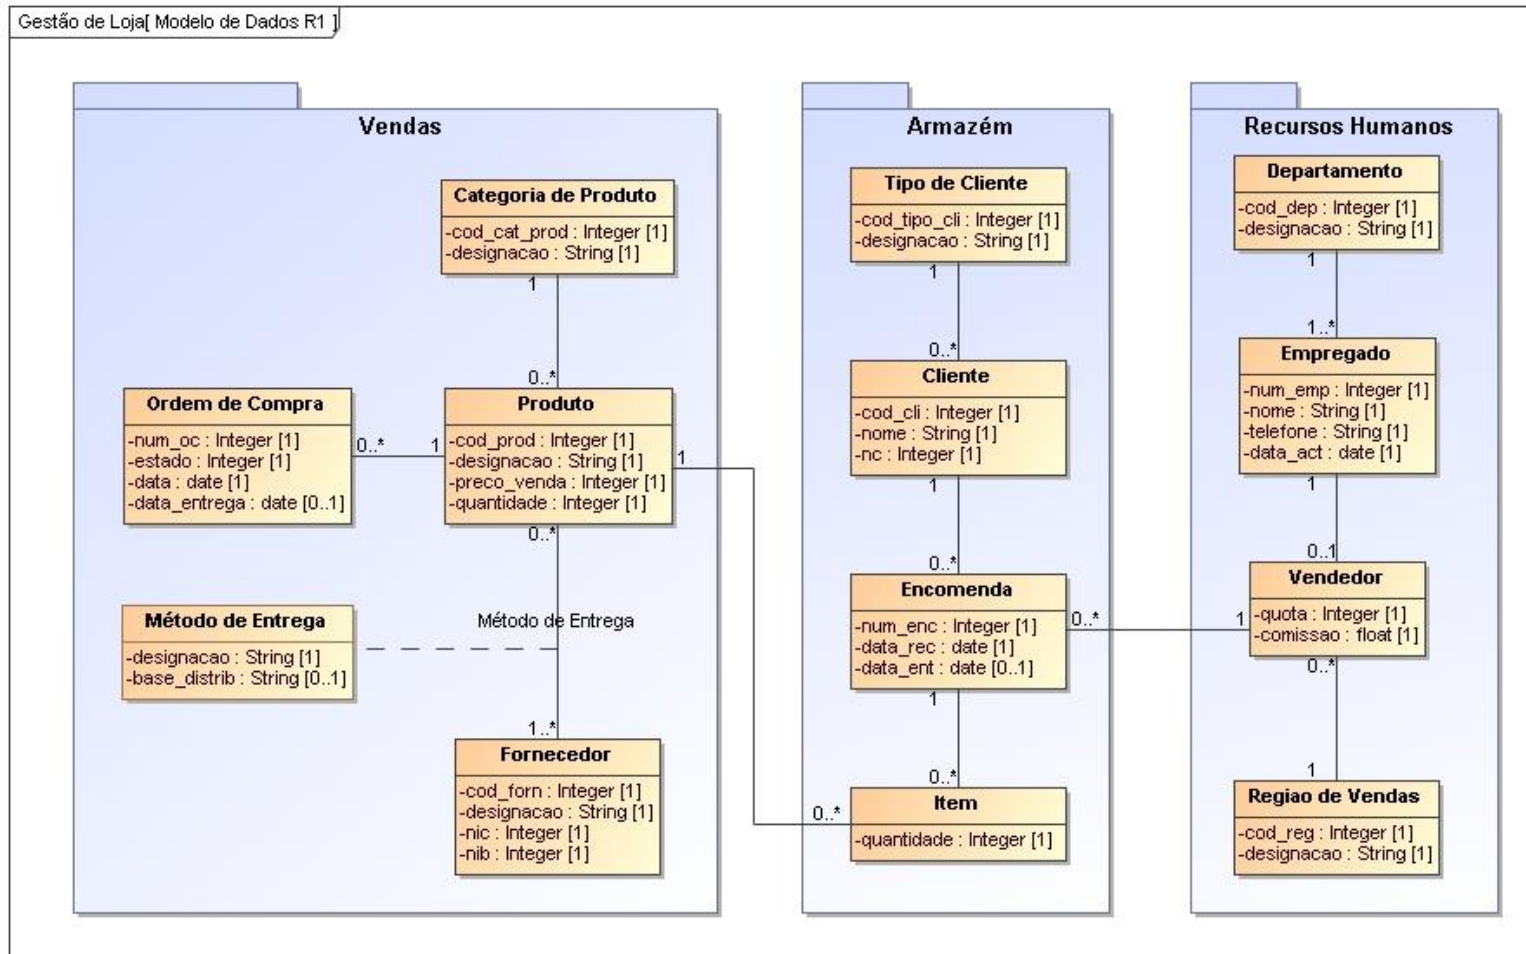 Gestão de Loja[ Modelo de Dados R1 ]
Vendas
Categoria de Produto
-cod_cat_prod : Integer [1]
-designacao : String [1]
1
0..*
Ordem de Compra
-num_oc : Integer [1]
-estado : Integer [1]
-data : date [1]
-data_entrega : date [0..1]
0..*
1
Produto
-cod_prod : Integer [1]
-designacao : String [1]
-preco_venda : Integer [1]
-quantidade : Integer [1]
1
0..*
Método de Entrega
-designacao : String [1]
-base_distrib : String [0..1]
Método de Entrega
1..*
Fornecedor
-cod_forn : Integer [1]
-designacao : String [1]
-nic : Integer [1]
-nib : Integer [1]
Armazém
Tipo de Cliente
-cod_tipo_cli : Integer [1]
-designacao : String [1]
1
0..*
Cliente
-cod_cli : Integer [1]
-nome : String [1]
-nc : Integer [1]
1
0..*
Encomenda
-num_enc : Integer [1]
-data_rec : date [1]
-data_ent : date [0..1]
0..*
1
1
0..*
0..*
Item
-quantidade : Integer [1]
Recursos Humanos
Departamento
-cod_dep : Integer [1]
-designacao : String [1]
1
1..*
Empregado
-num_emp : Integer [1]
-nome : String [1]
-telefone : String [1]
-data_act : date [1]
1
0..1
Vendedor
-quota : Integer [1]
-comissao : float [1]
0..*
1
Regiao de Vendas
-cod_reg : Integer [1]
-designacao : String [1]